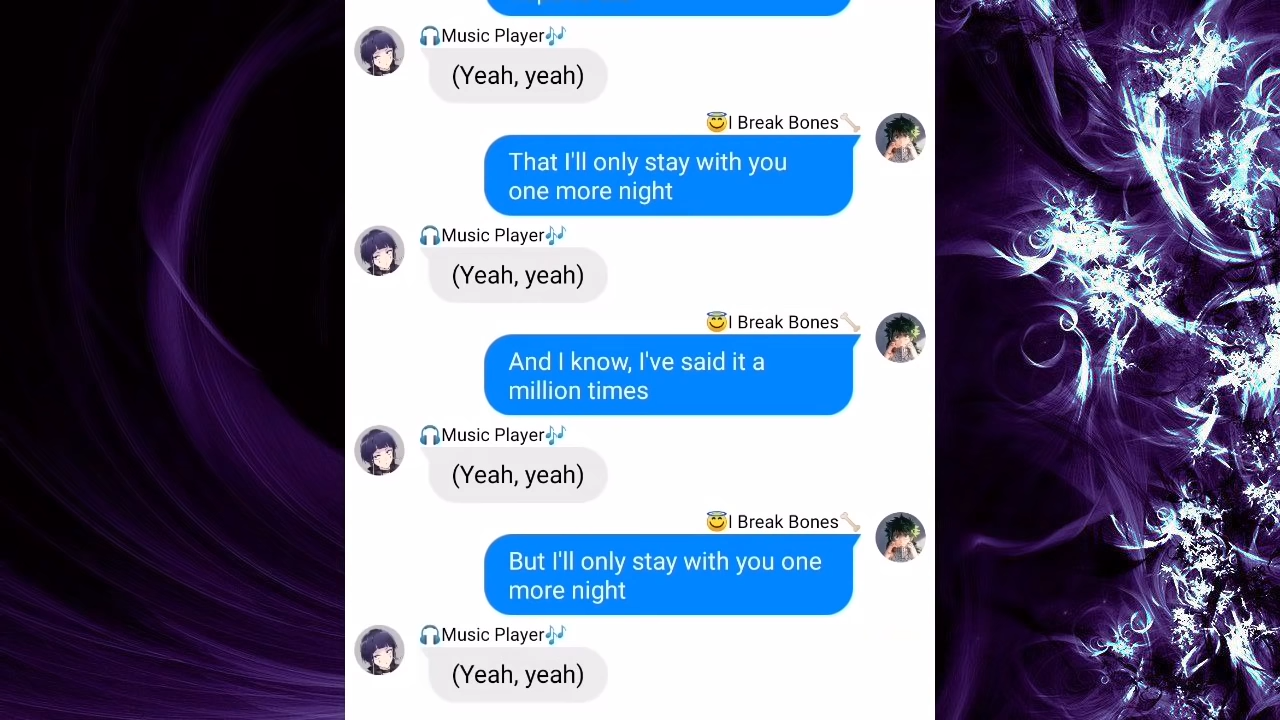 🎧Music Player🎶
(Yeah, yeah)
😇I Break Bones🦴
That I'll only stay with you
one more night
🎧Music Player🎶
(Yeah, yeah)
😇I Break Bones🦴
And I know, I've said it a
million times
🎧Music Player🎶
(Yeah, yeah)
😇I Break Bones🦴
But I'll only stay with you one
more night
🎧Music Player🎶
(Yeah, yeah)